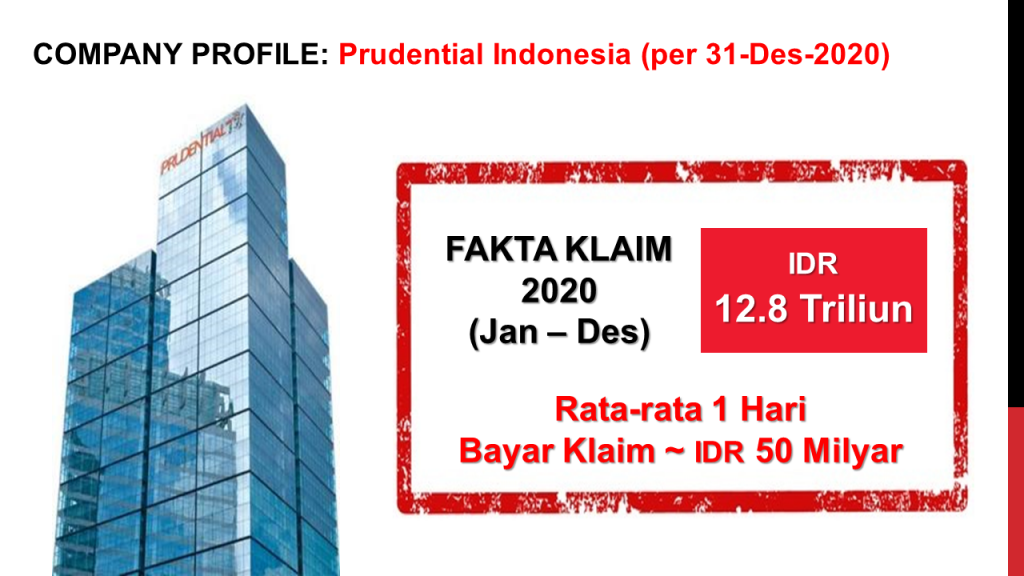 COMPANY PROFILE: Prudential Indonesia (per 31-Des-2020)
PRUDENTIAL
FAKTA KLAIM
2020
(Jan – Des)
IDR
12.8 Triliun
Rata-rata 1 Hari
Bayar Klaim ~ IDR 50 Milyar